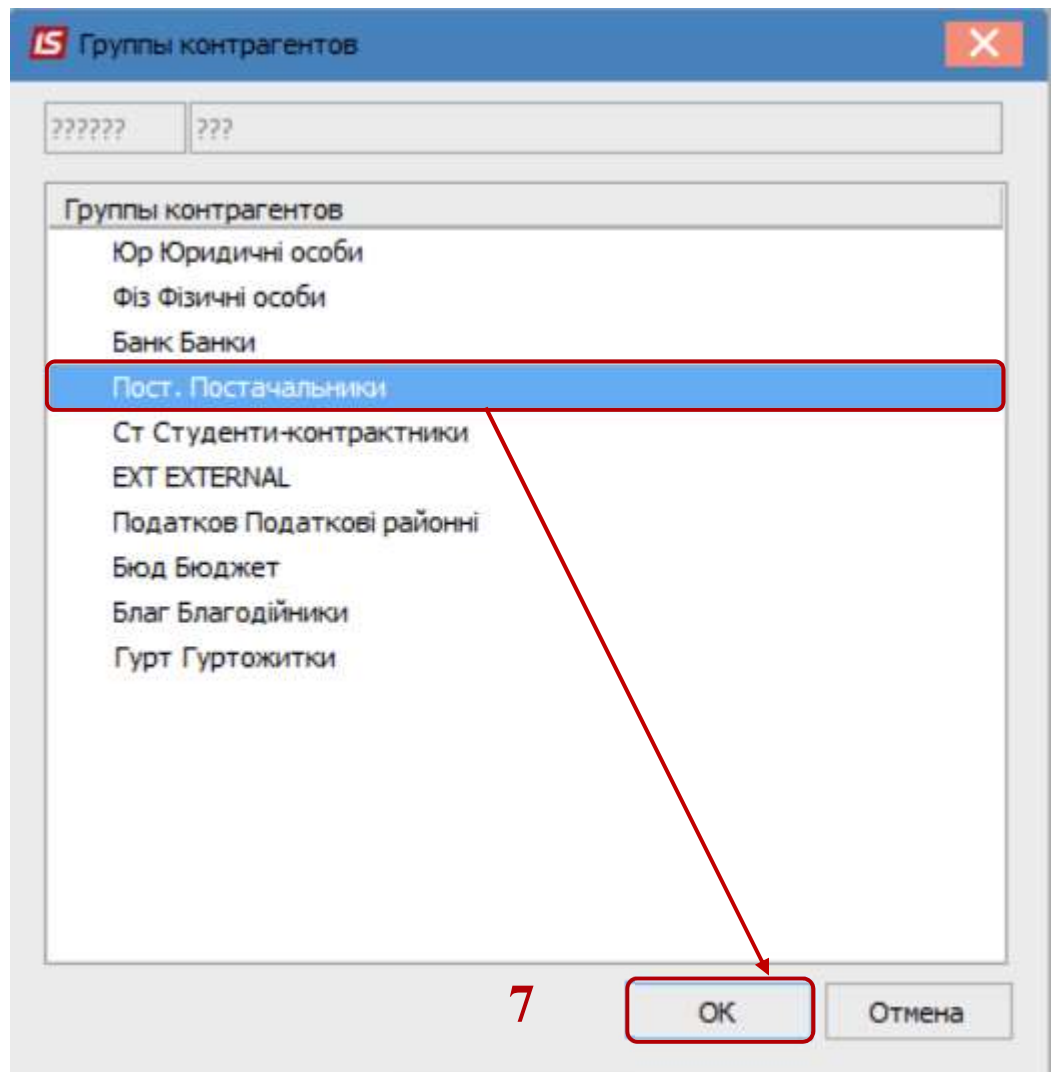 IS Группы контрагентов
?????? ???
Группы контрагентов
Юр Юридичні особи
Фіз Фізичні особи
Банк Банки
Пост. Постачальники
Ст Студенти-контрактники
EXT EXTERNAL
Податков Податкові районні
Бюд Бюджет
Благ Благодійники
Гурт Гуртожитки
7 OK Отмена